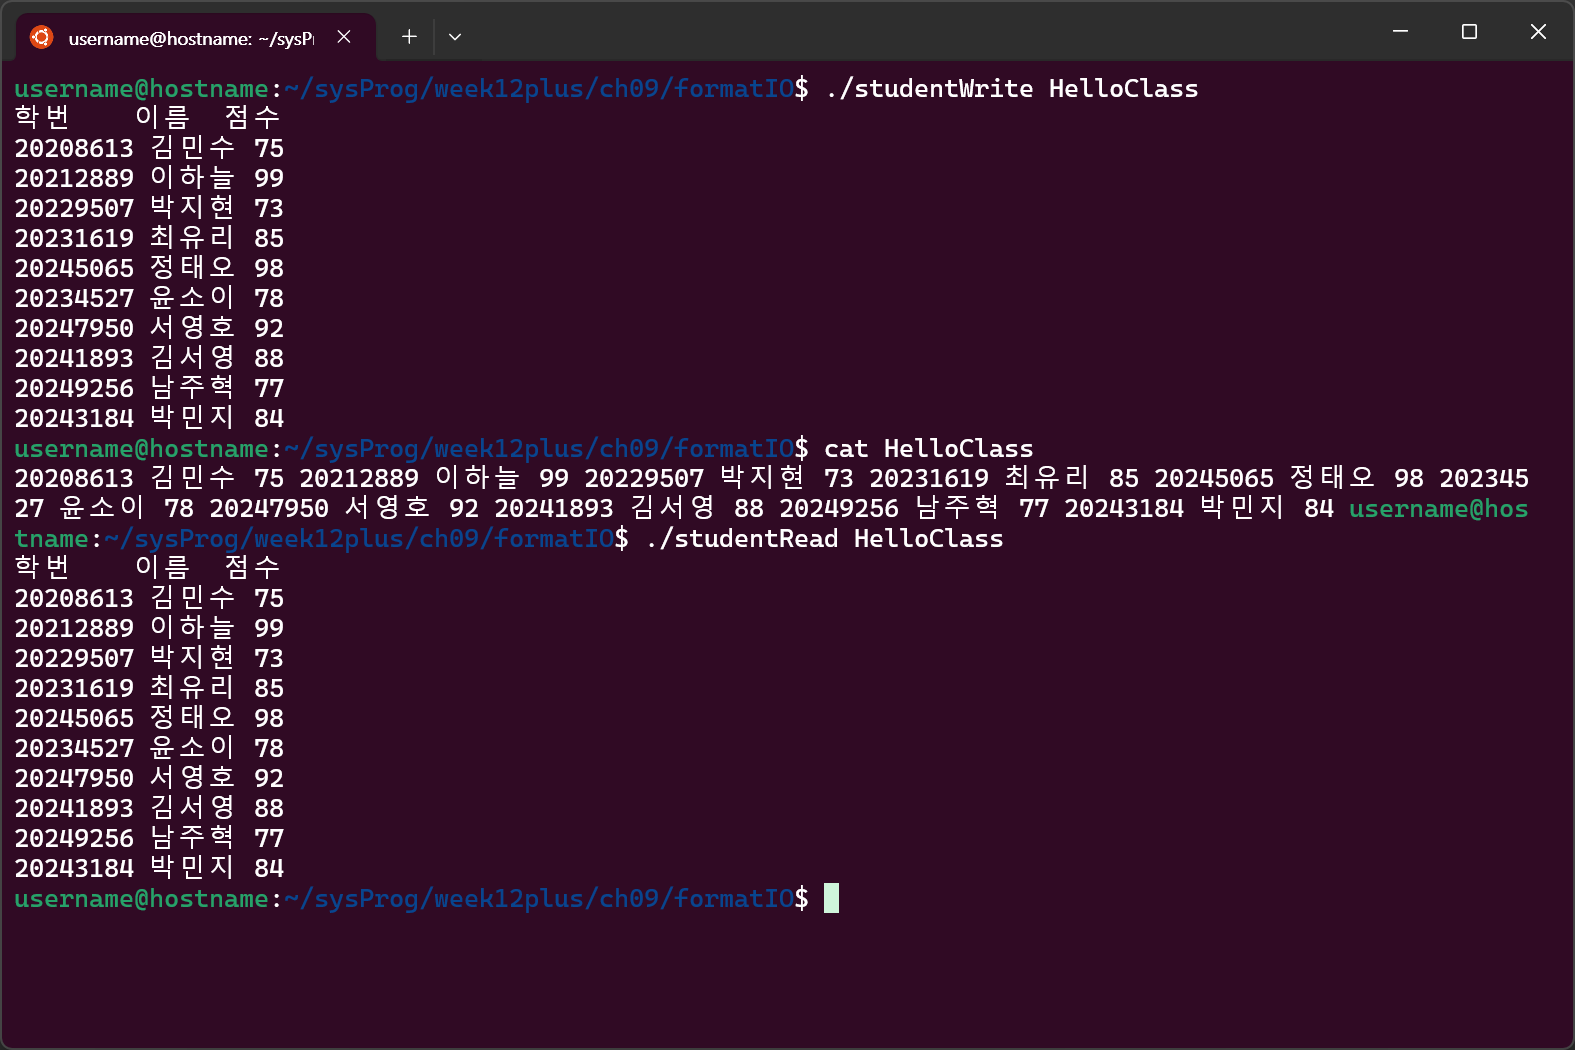 username@hostname: ~/sysPr
username@hostname:~/sysProg/week12plus/ch09/formatIO$ ./studentWrite HelloClass
학번    이름  점수
20208613 김민수 75
20212889 이하늘 99
20229507 박지현 73
20231619 최유리 85
20245065 정태오 98
20234527 윤소이 78
20247950 서영호 92
20241893 김서영 88
20249256 남주혁 77
20243184 박민지 84
username@hostname:~/sysProg/week12plus/ch09/formatIO$ cat HelloClass
20208613 김민수 75 20212889 이하늘 99 20229507 박지현 73 20231619 최유리 85 20245065 정태오 98 202345
27 윤소이 78 20247950 서영호 92 20241893 김서영 88 20249256 남주혁 77 20243184 박민지 84 username@hos
tname:~/sysProg/week12plus/ch09/formatIO$ ./studentRead HelloClass
학번    이름  점수
20208613 김민수 75
20212889 이하늘 99
20229507 박지현 73
20231619 최유리 85
20245065 정태오 98
20234527 윤소이 78
20247950 서영호 92
20241893 김서영 88
20249256 남주혁 77
20243184 박민지 84
username@hostname:~/sysProg/week12plus/ch09/formatIO$